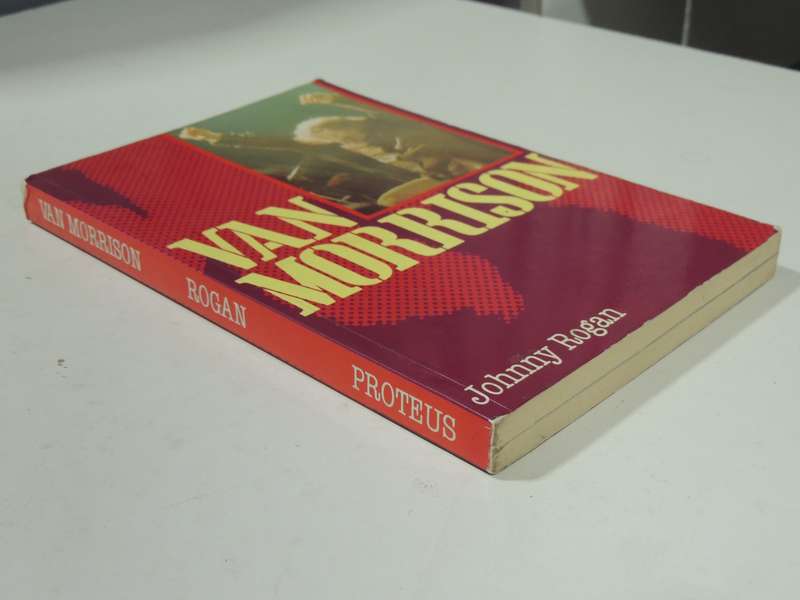 VAN
MORRISON
Johnny Rogan
VAN MORRISON ROGAN PROTEUS